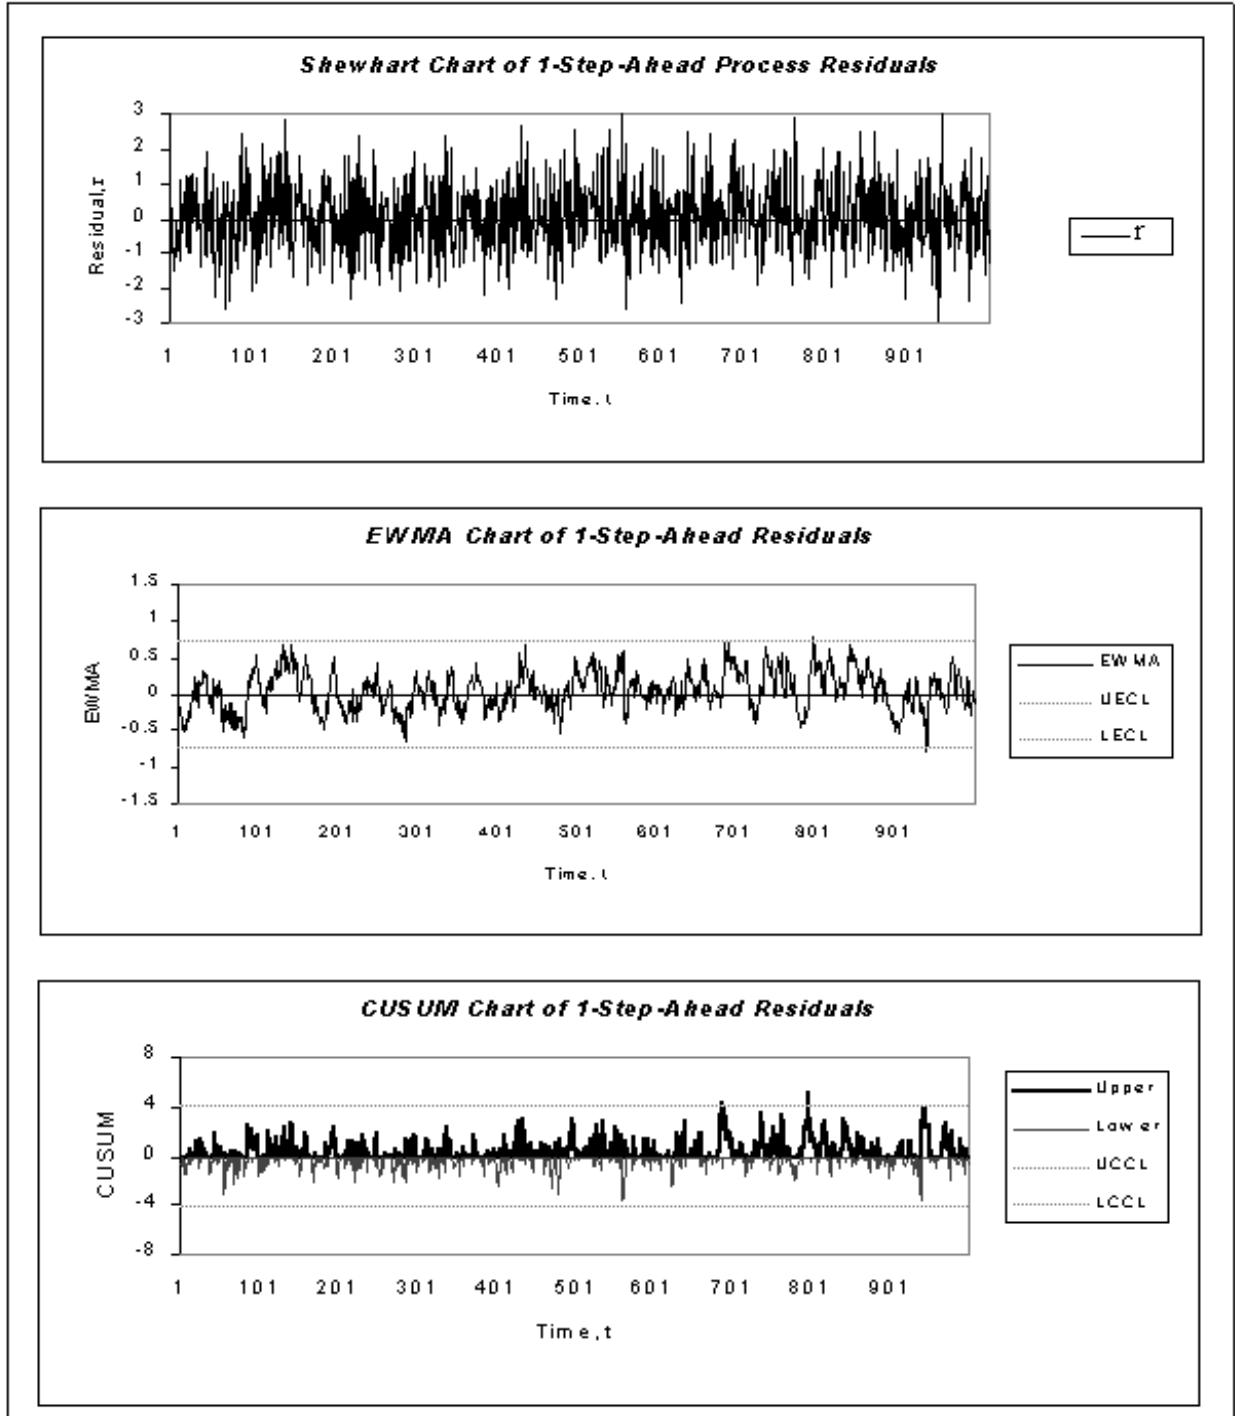 Shewhart Chart of 1-Step-Ahead Process Residuals
3
2
1
0
-1
-2
-3
Residual,r
1 101 201 301 401 501 601 701 801 901
Time, t
r
EWMA Chart of 1-Step-Ahead Residuals
1.5
1
0.5
0
-0.5
-1
-1.5
EWMA
1 101 201 301 401 501 601 701 801 901
Time, t
EWMA
UECL
LECL
CUSUM Chart of 1-Step-Ahead Residuals
8
4
0
-4
-8
CUSUM
1 101 201 301 401 501 601 701 801 901
Time,t
Upper
Lower
UCCL
LCCL